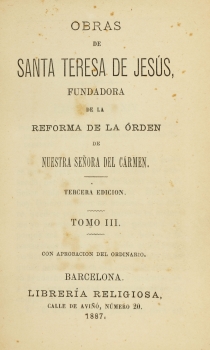 OBRAS
DE
SANTA TERESA DE JESÚS,
FUNDADORA
DE LA
REFORMA DE LA ÓRDEN
DE
NUESTRA SEÑORA DEL CÁRMEN.
TERCERA EDICION.
TOMO III.
CON APROBACION DEL ORDINARIO.
BARCELONA.
LIBRERÍA RELIGIOSA,
CALLE DE AVIÑÓ, NÚMERO 20.
1887.